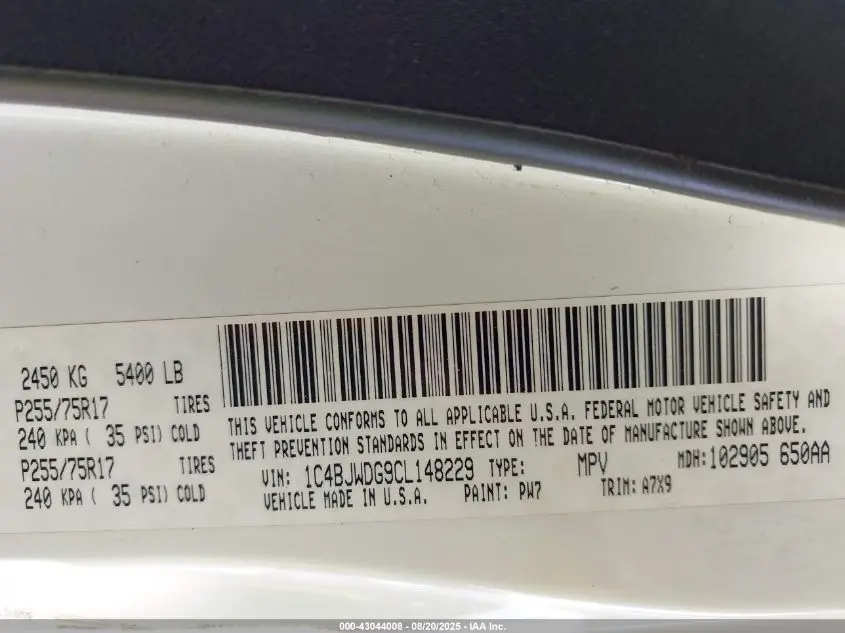 2450 KG 5400 LB
P255/75R17 TIRES
240 KPA ( 35 PSI) COLD
P255/75R17 TIRES
240 KPA ( 35 PSI) COLD
THIS VEHICLE CONFORMS TO ALL APPLICABLE U.S.A. FEDERAL MOTOR VEHICLE SAFETY AND
THEFT PREVENTION STANDARDS IN EFFECT ON THE DATE OF MANUFACTURE SHOWN ABOVE.
VIN: 1C4BJWDG9CL148229 TYPE: MPV MDH: 102905 650AA
VEHICLE MADE IN U.S.A. PAINT: PW7 TRIM: A7X9
000-43044008 - 08/20/2025 - IAA Inc.